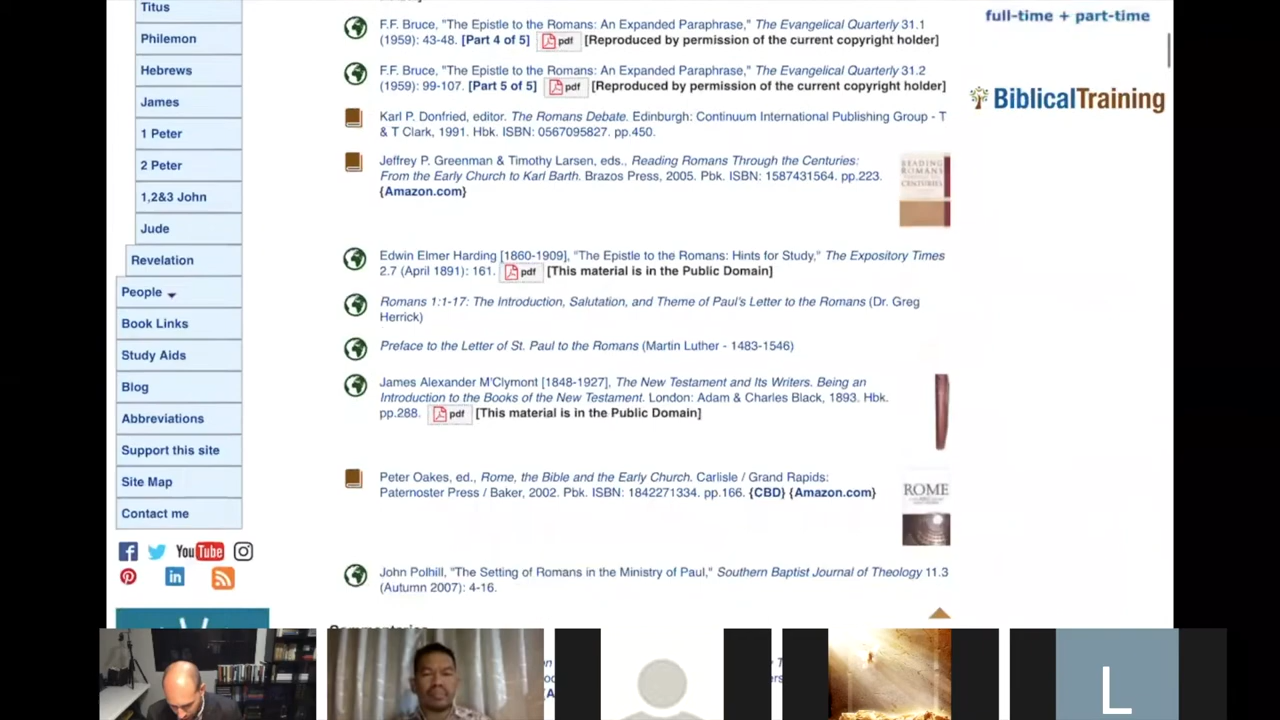 Titus
Philemon
Hebrews
James
1 Peter
2 Peter
1,2&3 John
Jude
Revelation
People
Book Links
Study Aids
Blog
Abbreviations
Support this site
Site Map
Contact me
YouTube
F.F. Bruce, "The Epistle to the Romans: An Expanded Paraphrase," The Evangelical Quarterly 31.1
(1959): 43-48. [Part 4 of 5] pdf [Reproduced by permission of the current copyright holder]
F.F. Bruce, "The Epistle to the Romans: An Expanded Paraphrase," The Evangelical Quarterly 31.2
(1959): 99-107. [Part 5 of 5] pdf [Reproduced by permission of the current copyright holder]
Karl P. Donfried, editor. The Romans Debate. Edinburgh: Continuum International Publishing Group - T
& T Clark, 1991. Hbk. ISBN: 0567095827. pp.450.
Jeffrey P. Greenman & Timothy Larsen, eds., Reading Romans Through the Centuries:
From the Early Church to Karl Barth. Brazos Press, 2005. Pbk. ISBN: 1587431564. pp.223.
{Amazon.com}
READING
ROMANS
CENTURIES
Edwin Elmer Harding [1860-1909], "The Epistle to the Romans: Hints for Study," The Expository Times
2.7 (April 1891): 161. pdf [This material is in the Public Domain]
Romans 1:1-17: The Introduction, Salutation, and Theme of Paul's Letter to the Romans (Dr. Greg
Herrick)
Preface to the Letter of St. Paul to the Romans (Martin Luther - 1483-1546)
James Alexander M'Clymont [1848-1927], The New Testament and Its Writers. Being an
Introduction to the Books of the New Testament. London: Adam & Charles Black, 1893. Hbk.
pp.288. pdf [This material is in the Public Domain]
Peter Oakes, ed., Rome, the Bible and the Early Church. Carlisle / Grand Rapids:
Paternoster Press / Baker, 2002. Pbk. ISBN: 1842271334. pp.166. {CBD} {Amazon.com}
ROME
John Polhill, "The Setting of Romans in the Ministry of Paul," Southern Baptist Journal of Theology 11.3
(Autumn 2007): 4-16.
full-time + part-time
BiblicalTraining
L